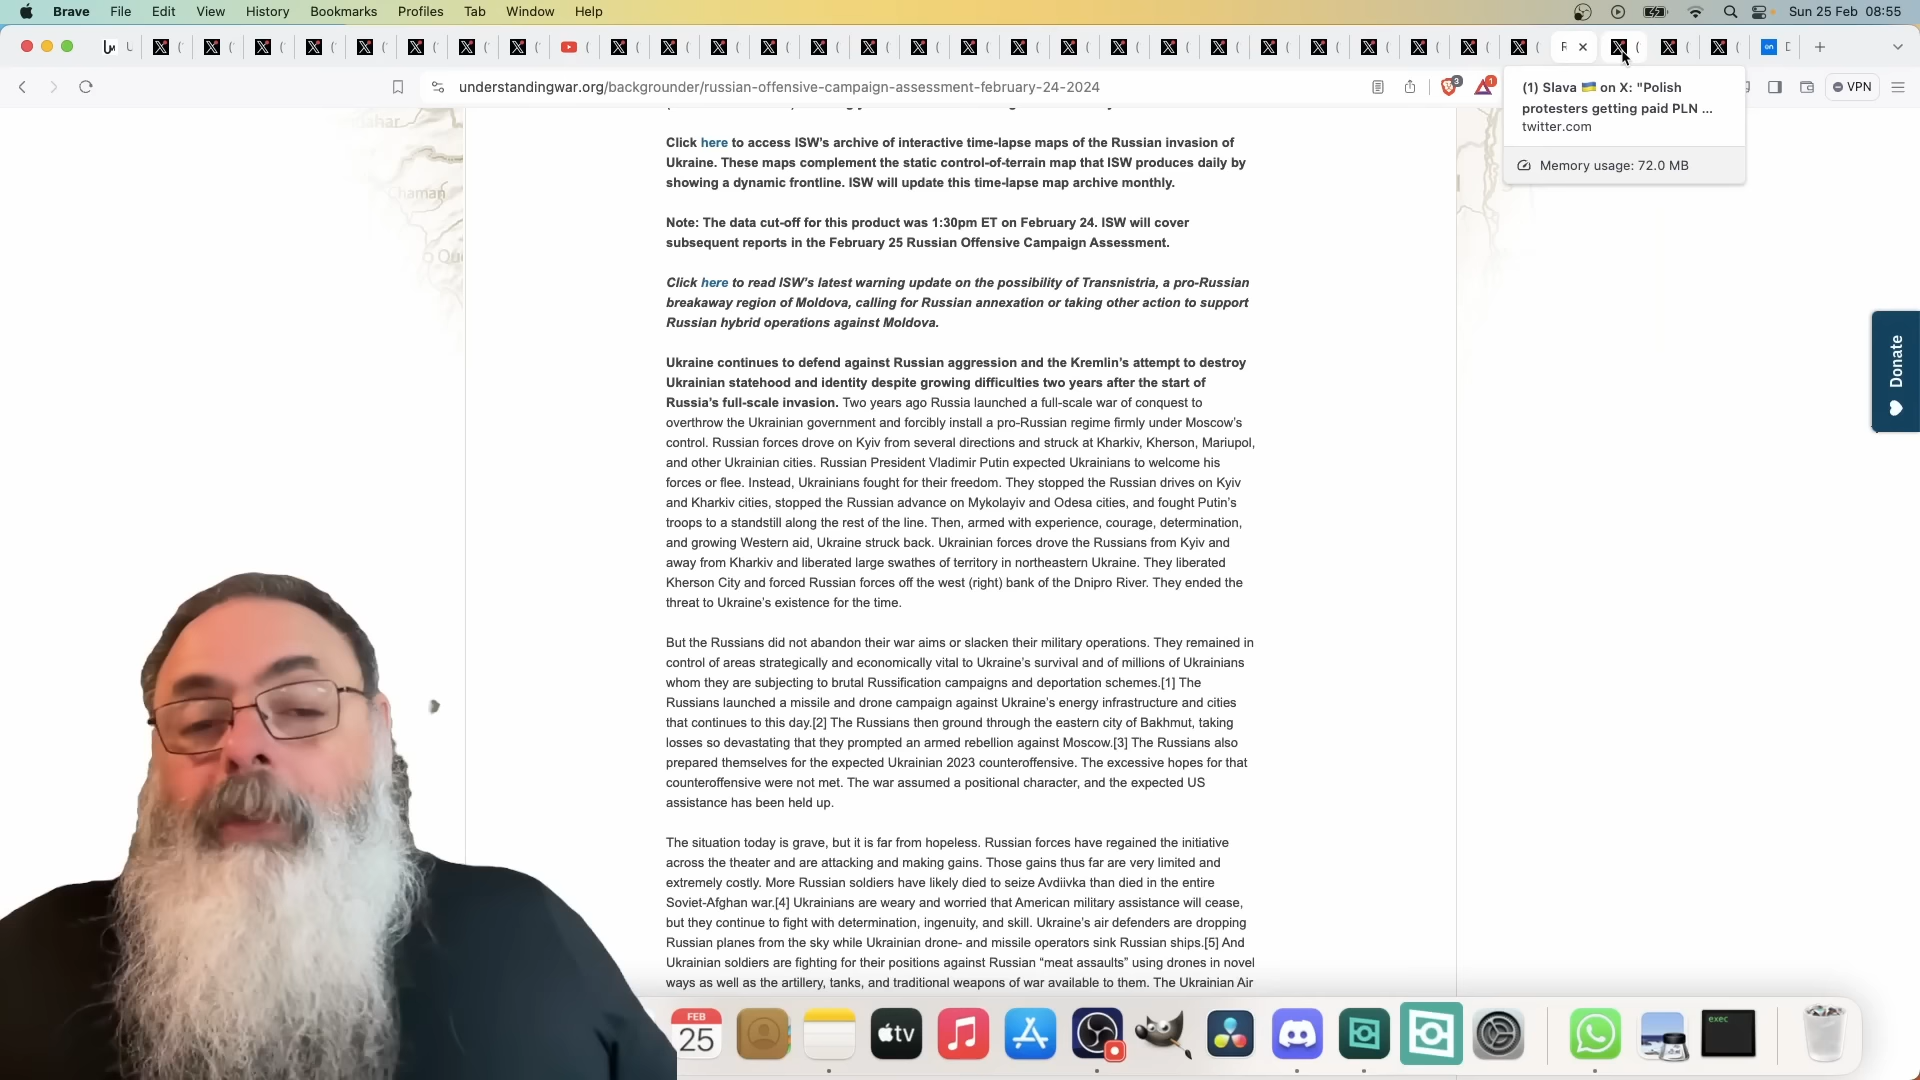 Brave File Edit View History Bookmarks Profiles Tab Window Help Sun 25 Feb 08:55
understandingwar.org/backgrounder/russian-offensive-campaign-assessment-february-24-2024
3
1
VPN
(1) Slava 🇺🇦 on X: "Polish
protesters getting paid PLN ...
twitter.com
Memory usage: 72.0 MB
Click here to access ISW's archive of interactive time-lapse maps of the Russian invasion of
Ukraine. These maps complement the static control-of-terrain map that ISW produces daily by
showing a dynamic frontline. ISW will update this time-lapse map archive monthly.
Note: The data cut-off for this product was 1:30pm ET on February 24. ISW will cover
subsequent reports in the February 25 Russian Offensive Campaign Assessment.
Click here to read ISW's latest warning update on the possibility of Transnistria, a pro-Russian
breakaway region of Moldova, calling for Russian annexation or taking other action to support
Russian hybrid operations against Moldova.
Ukraine continues to defend against Russian aggression and the Kremlin's attempt to destroy
Ukrainian statehood and identity despite growing difficulties two years after the start of
Russia's full-scale invasion. Two years ago Russia launched a full-scale war of conquest to
overthrow the Ukrainian government and forcibly install a pro-Russian regime firmly under Moscow's
control. Russian forces drove on Kyiv from several directions and struck at Kharkiv, Kherson, Mariupol,
and other Ukrainian cities. Russian President Vladimir Putin expected Ukrainians to welcome his
forces or flee. Instead, Ukrainians fought for their freedom. They stopped the Russian drives on Kyiv
and Kharkiv cities, stopped the Russian advance on Mykolayiv and Odesa cities, and fought Putin's
troops to a standstill along the rest of the line. Then, armed with experience, courage, determination,
and growing Western aid, Ukraine struck back. Ukrainian forces drove the Russians from Kyiv and
away from Kharkiv and liberated large swathes of territory in northeastern Ukraine. They liberated
Kherson City and forced Russian forces off the west (right) bank of the Dnipro River. They ended the
threat to Ukraine's existence for the time.
But the Russians did not abandon their war aims or slacken their military operations. They remained in
control of areas strategically and economically vital to Ukraine's survival and of millions of Ukrainians
whom they are subjecting to brutal Russification campaigns and deportation schemes.[1] The
Russians launched a missile and drone campaign against Ukraine's energy infrastructure and cities
that continues to this day.[2] The Russians then ground through the eastern city of Bakhmut, taking
losses so devastating that they prompted an armed rebellion against Moscow.[3] The Russians also
prepared themselves for the expected Ukrainian 2023 counteroffensive. The excessive hopes for that
counteroffensive were not met. The war assumed a positional character, and the expected US
assistance has been held up.
The situation today is grave, but it is far from hopeless. Russian forces have regained the initiative
across the theater and are attacking and making gains. Those gains thus far are very limited and
extremely costly. More Russian soldiers have likely died to seize Avdiivka than died in the entire
Soviet-Afghan war.[4] Ukrainians are weary and worried that American military assistance will cease,
but they continue to fight with determination, ingenuity, and skill. Ukraine's air defenders are dropping
Russian planes from the sky while Ukrainian drone- and missile operators sink Russian ships.[5] And
Ukrainian soldiers are fighting for their positions against Russian “meat assaults” using drones in novel
ways as well as the artillery, tanks, and traditional weapons of war available to them. The Ukrainian Air
Donate
Chaman
FEB
25
tv
exec